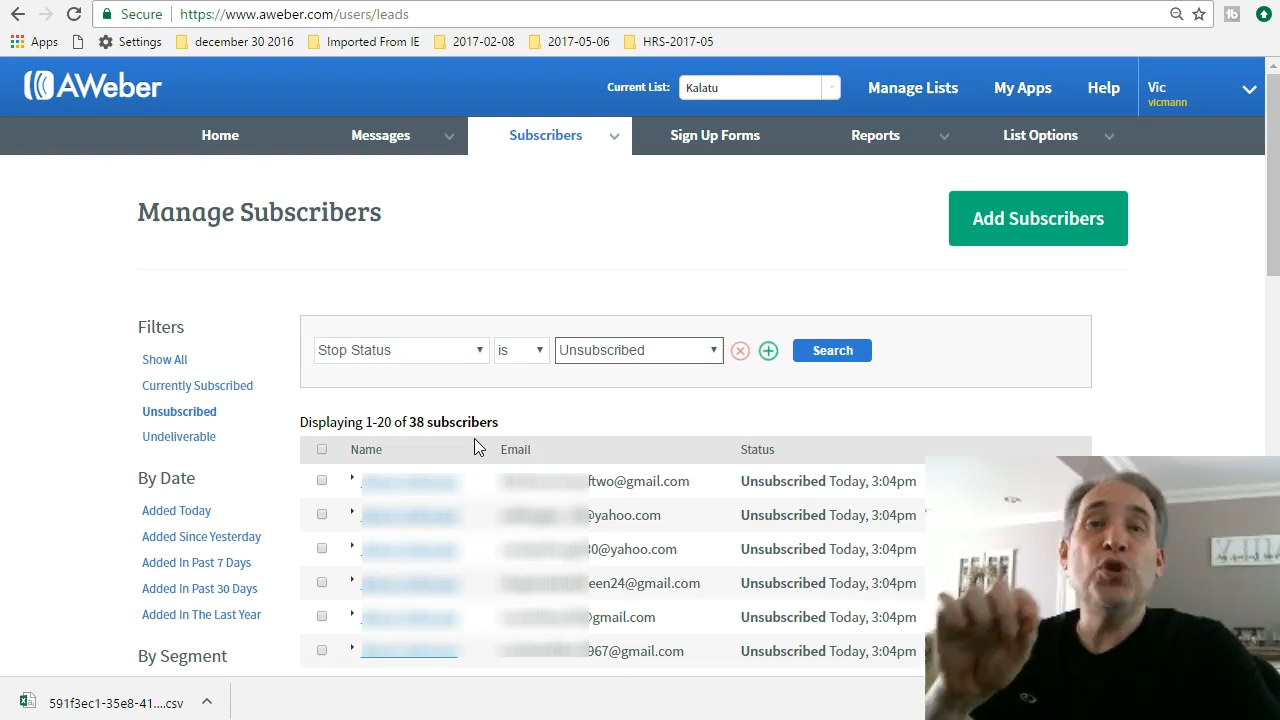 Secure https://www.aweber.com/users/leads
Apps Settings december 30 2016 Imported From IE 2017-02-08 2017-05-06 HRS-2017-05
AWeber Current List: Kalatu Manage Lists My Apps Help Vic
vicmann
Home Messages Subscribers Sign Up Forms Reports List Options
Manage Subscribers
Add Subscribers
Filters
Stop Status is Unsubscribed Search
Show All
Currently Subscribed
Unsubscribed
Displaying 1-20 of 38 subscribers
Undeliverable
Name Email Status
By Date
ftwo@gmail.com Unsubscribed Today, 3:04pm
Added Today
@yahoo.com Unsubscribed Today, 3:04pm
Added Since Yesterday
30@yahoo.com Unsubscribed Today, 3:04pm
Added In Past 7 Days
een24@gmail.com Unsubscribed Today, 3:04pm
Added In Past 30 Days
@gmail.com Unsubscribed Today, 3:04pm
Added In The Last Year
967@gmail.com Unsubscribed Today, 3:04pm
By Segment
591f3ec1-35e8-41....csv